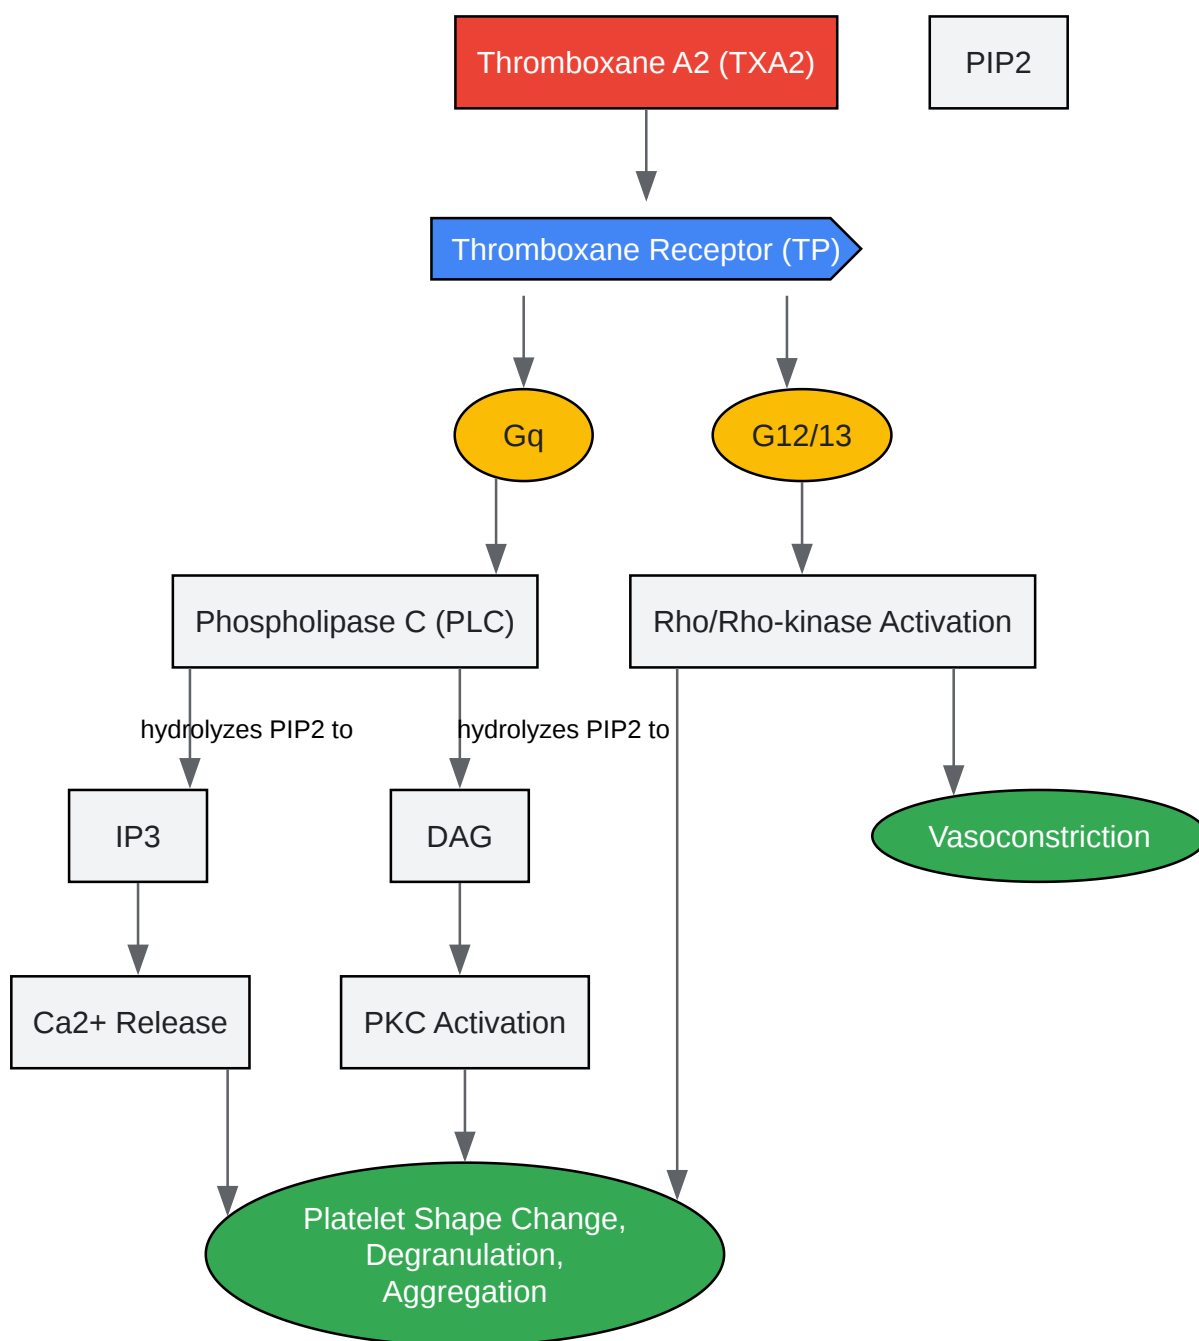 Thromboxane A2 (TXA2)
PIP2
Thromboxane Receptor (TP)
Gq
G12/13
Phospholipase C (PLC)
Rho/Rho-kinase Activation
hydrolyzes PIP2 to
hydrolyzes PIP2 to
IP3
DAG
Vasoconstriction
Ca2+ Release
PKC Activation
Platelet Shape Change,
Degranulation,
Aggregation